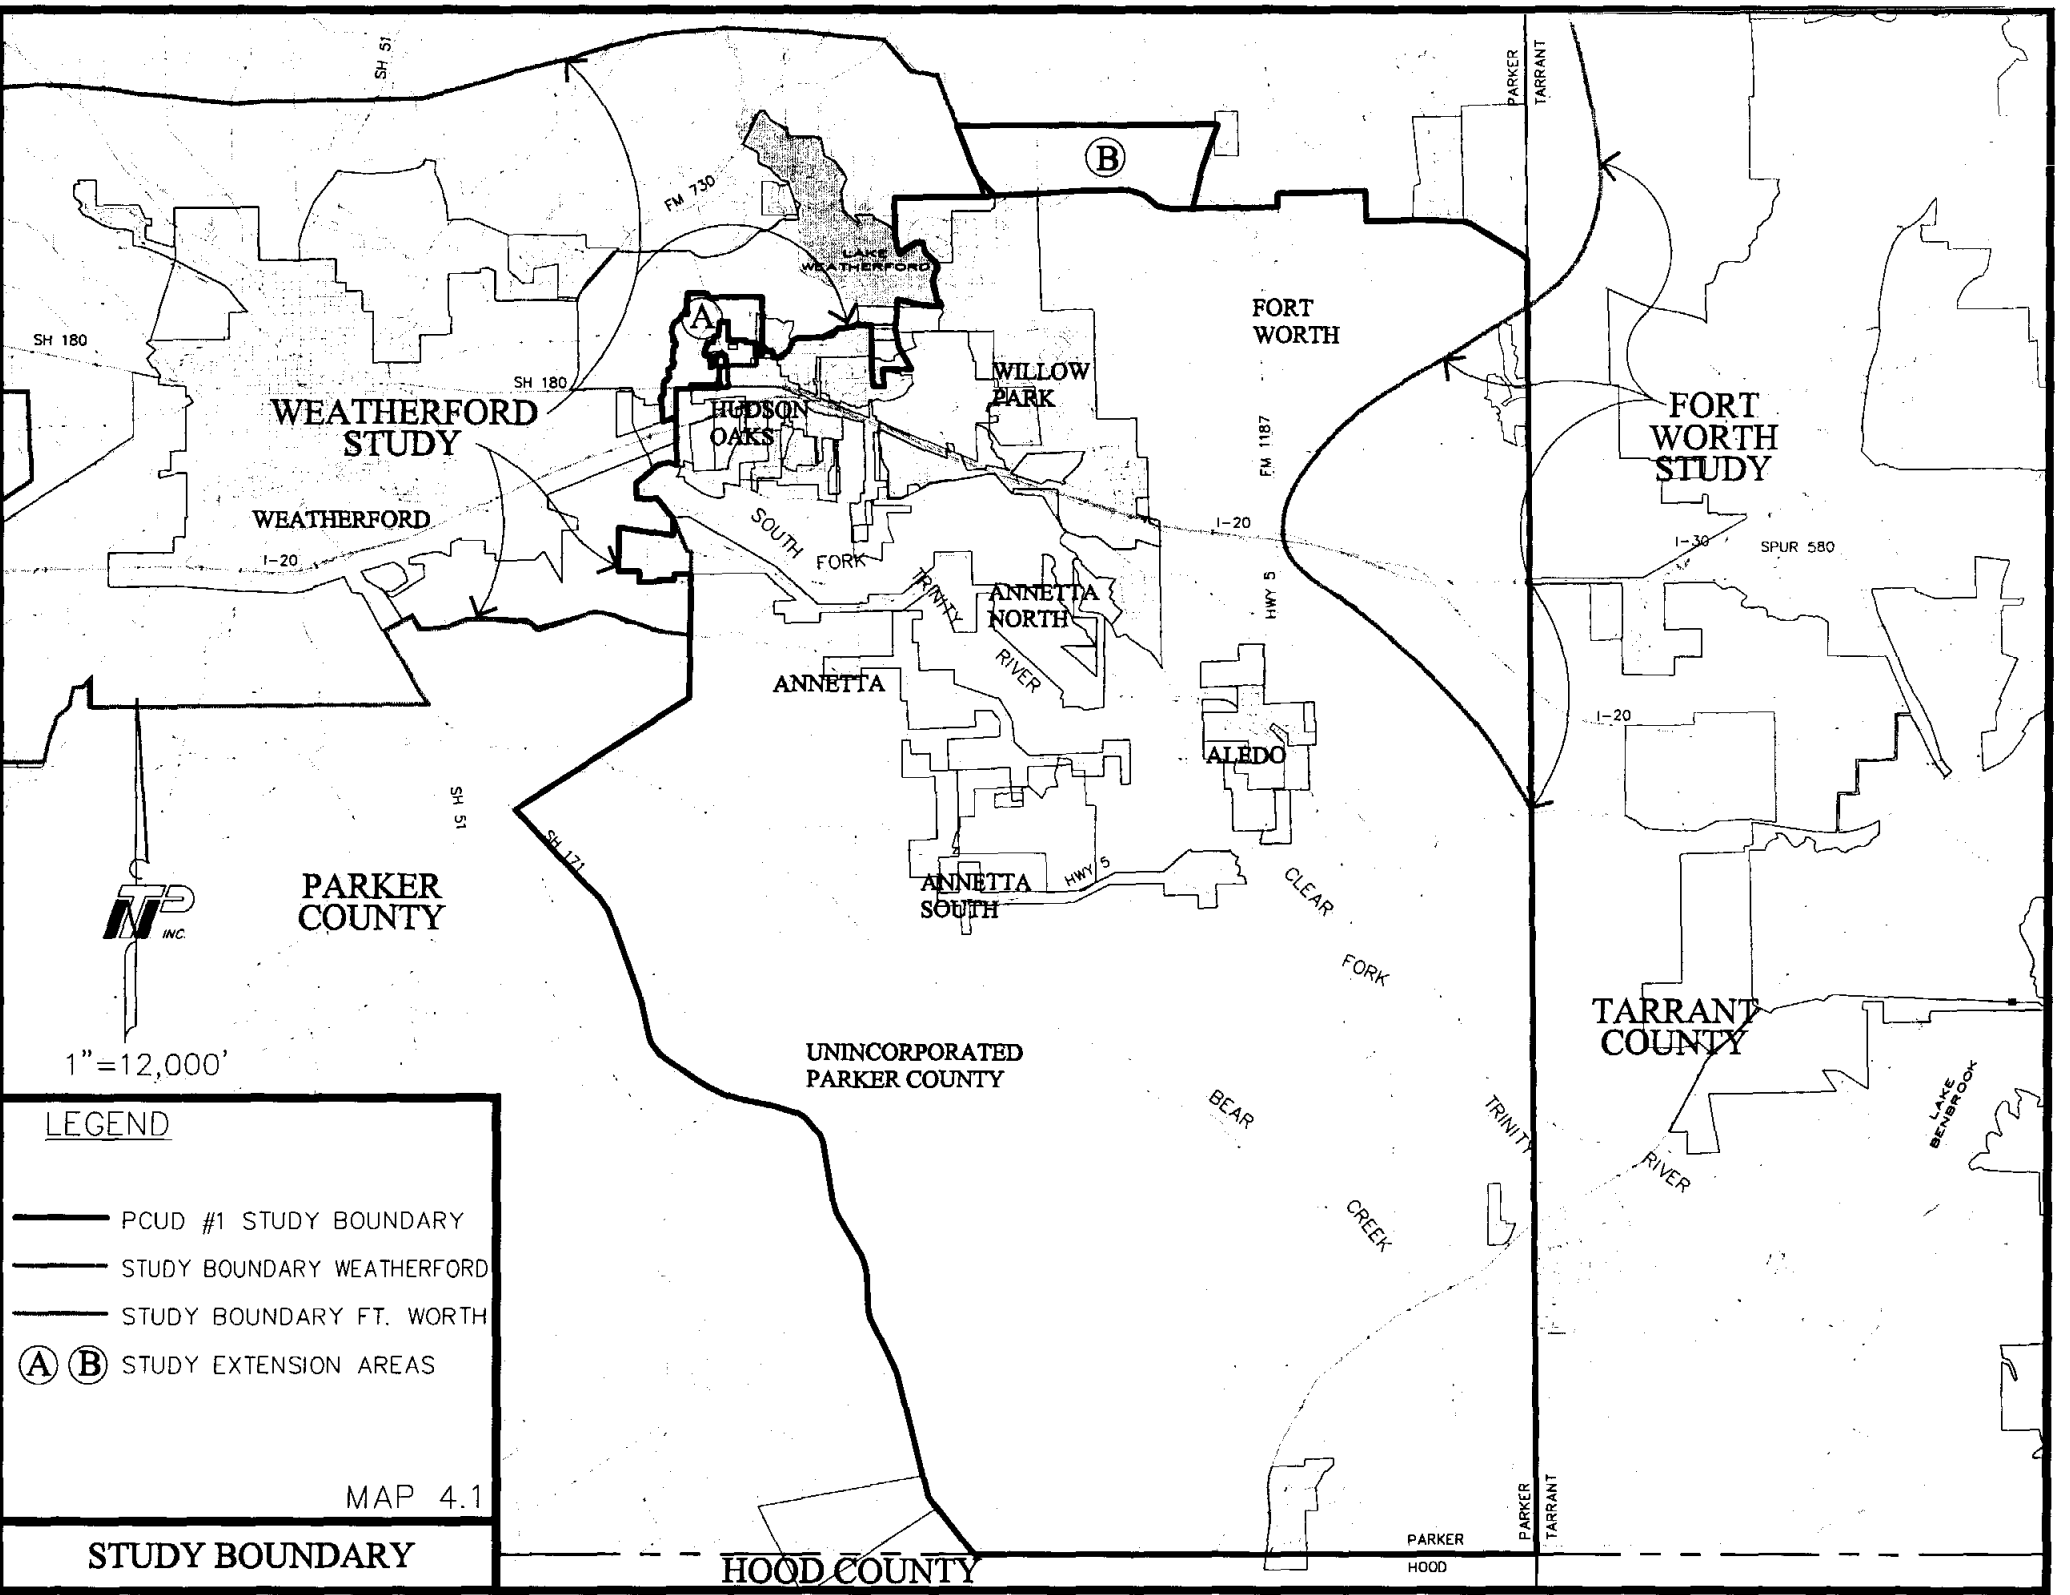 SH 51
PARKER
TARRANT
B
FM 730
LAKE
WEATHERFORD
A
FORT
WORTH
SH 180
SH 180
WILLOW
PARK
WEATHERFORD
STUDY
HUDSON
OAKS
FORT
WORTH
STUDY
FM 1187
WEATHERFORD
I-20
SOUTH
FORK
TRINITY
RIVER
I-20
I-30
SPUR 580
HWY 5
ANNETTA
NORTH
ANNETTA
I-20
ALEDO
SH 51
SH 171
PARKER
COUNTY
TNP
INC.
ANNETTA
SOUTH
HWY 5
CLEAR
FORK
TRINITY
RIVER
TARRANT
COUNTY
1"=12,000'
UNINCORPORATED
PARKER COUNTY
BEAR
CREEK
LAKE
BENBROOK
LEGEND
PCUD #1 STUDY BOUNDARY
STUDY BOUNDARY WEATHERFORD
STUDY BOUNDARY FT. WORTH
A B STUDY EXTENSION AREAS
MAP 4.1
STUDY BOUNDARY
HOOD COUNTY
PARKER
HOOD
PARKER
TARRANT